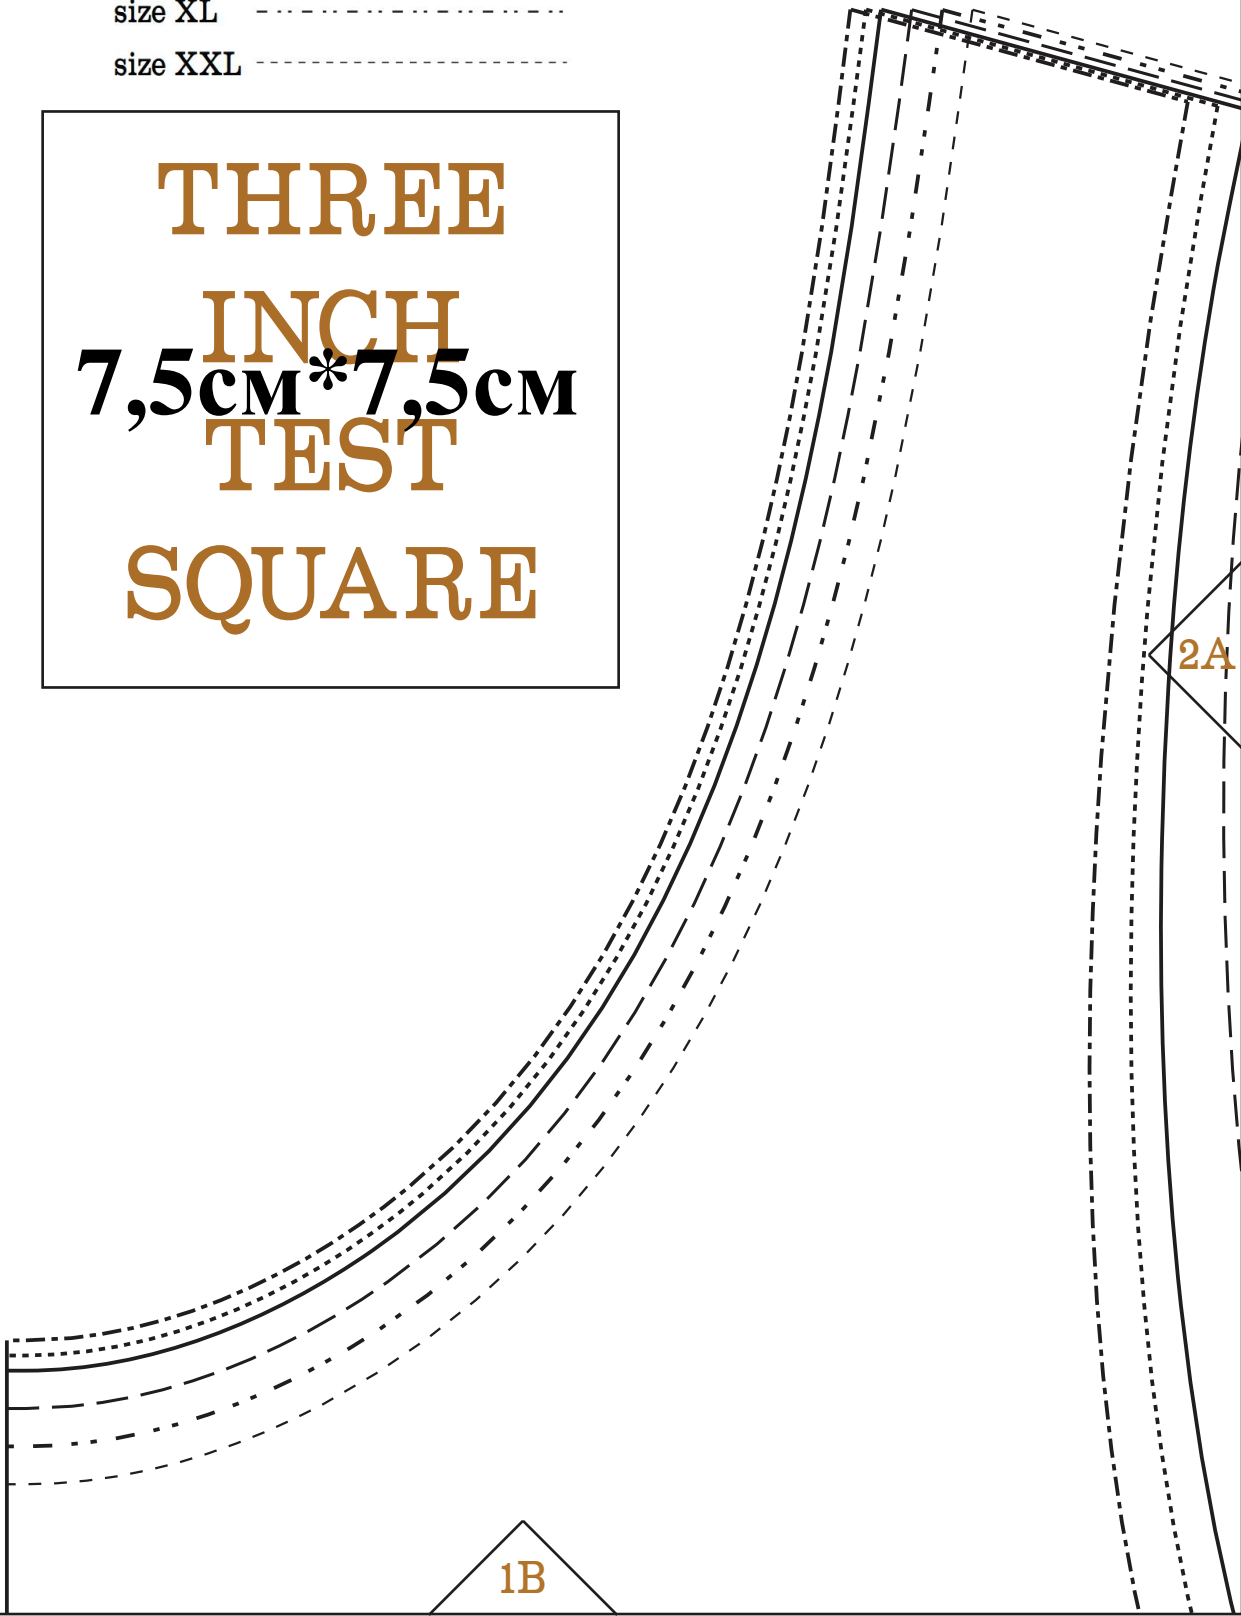 size XL
size XXL
THREE
INCH
7,5см*7,5см
TEST
SQUARE
2A
1B